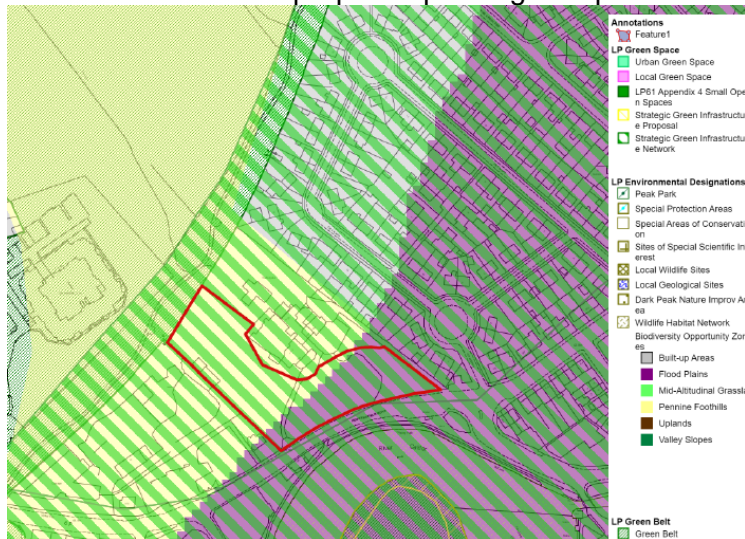 Annotations
Feature1
LP Green Space
Urban Green Space
Local Green Space
LP61 Appendix 4 Small Ope
n Spaces
Strategic Green Infrastructu
e Proposal
Strategic Green Infrastructu
e Network
LP Environmental Designations
Peak Park
Special Protection Areas
Special Areas of Conservati
on
Sites of Special Scientific In
erest
Local Wildlife Sites
Local Geological Sites
Dark Peak Nature Improv A
ea
Wildlife Habitat Network
Biodiversity Opportunity Zon
es
Built-up Areas
Flood Plains
Mid-Altitudinal Grassla
Pennine Foothills
Uplands
Valley Slopes
LP Green Belt
Green Belt